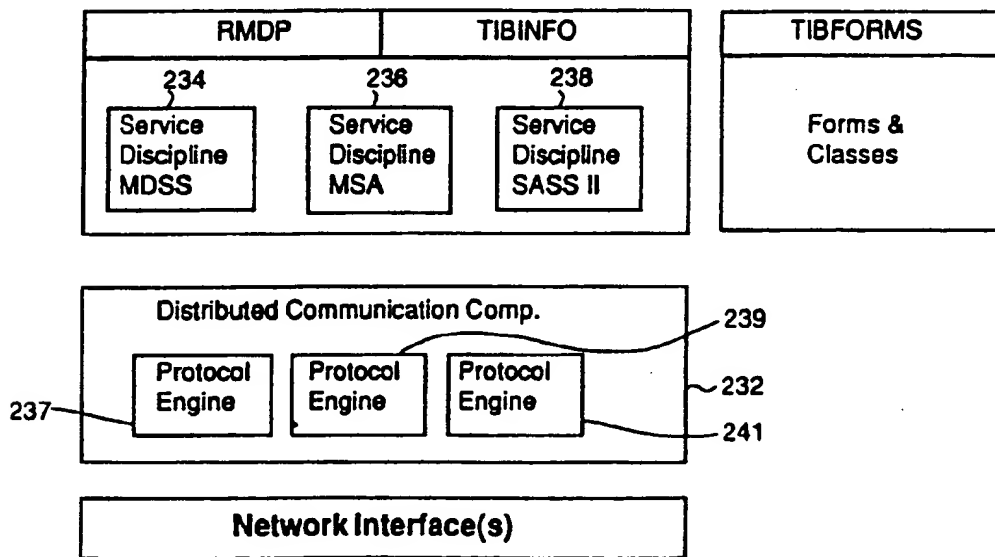 RMDP
TIBINFO
TIBFORMS
234
236
238
Service
Discipline
MDSS
Service
Discipline
MSA
Service
Discipline
SASS II
Forms &
Classes
Distributed Communication Comp.
239
Protocol
Engine
Protocol
Engine
Protocol
Engine
232
237
241
Network Interface(s)